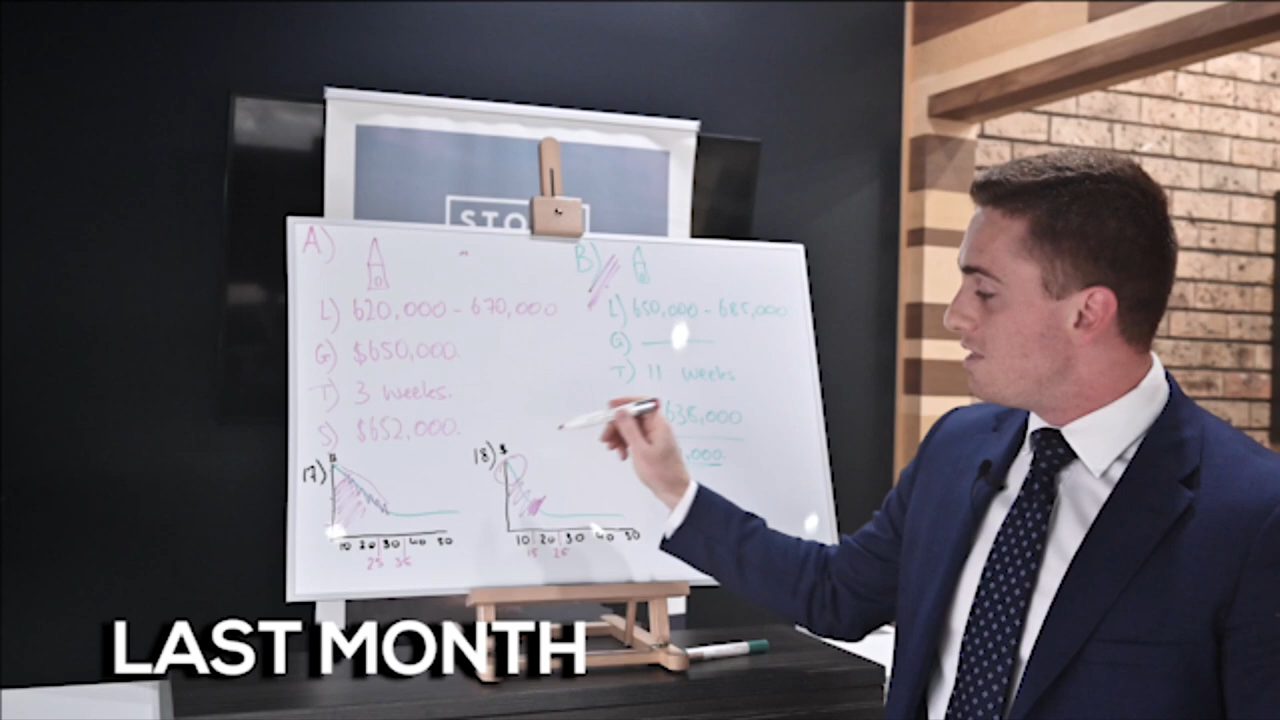 STO
A)
L) 620,000 - 670,000
G) $650,000.
T) 3 weeks.
S) $652,000.
B)
L) 650,000 - 685,000
G)
T) 11 weeks
638,000
,000.
17) $
10 20 30 40 50
25 35
18) $
10 20 30 40 50
15 25
LAST MONTH